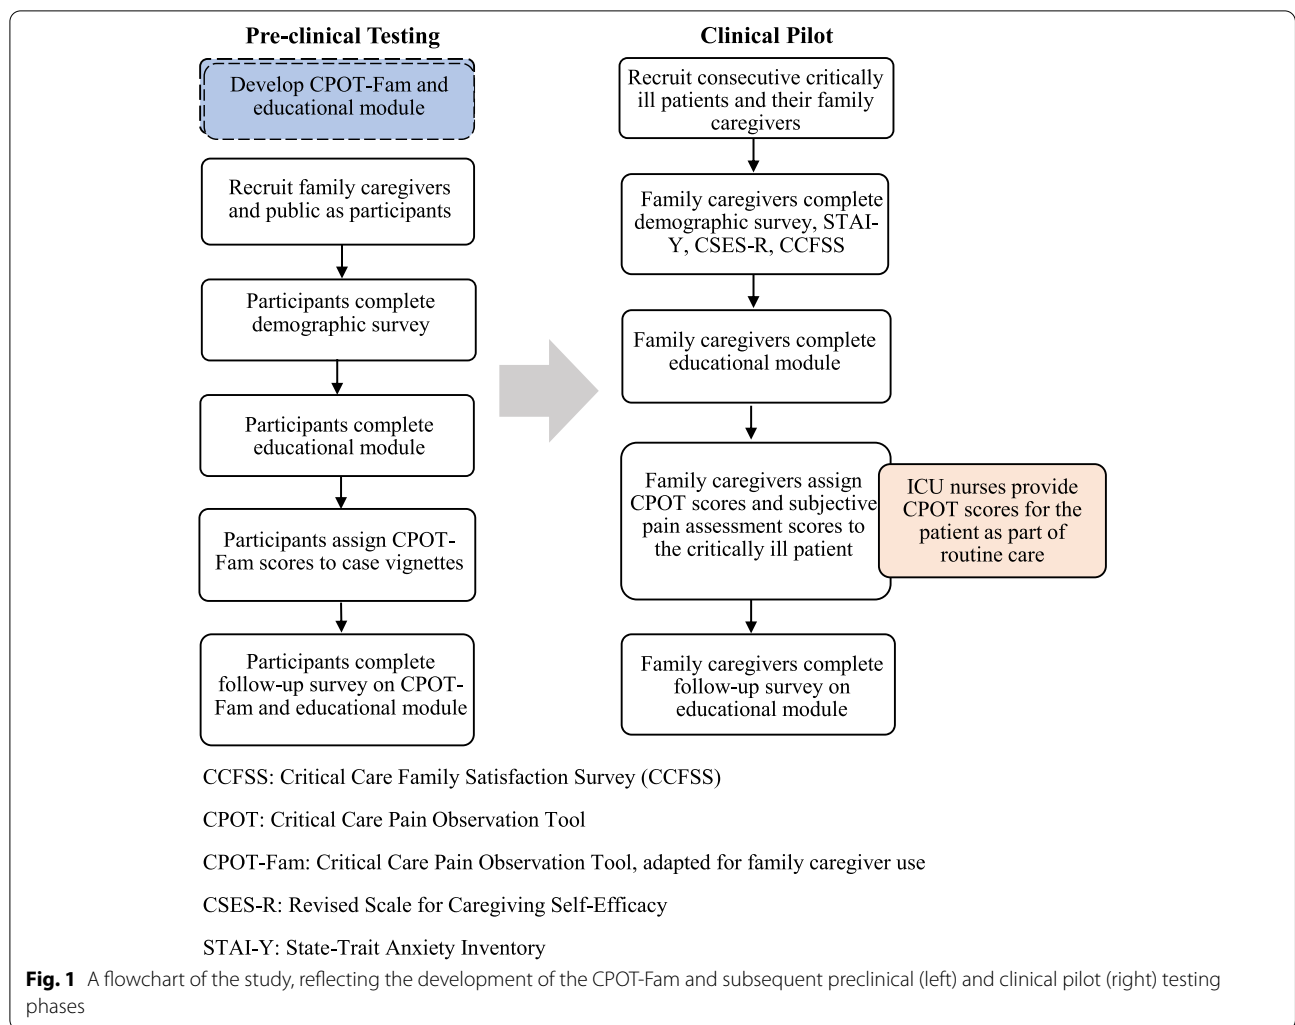 Pre-clinical Testing
Develop CPOT-Fam and
educational module
Recruit family caregivers
and public as participants
Participants complete
demographic survey
Participants complete
educational module
Participants assign CPOT-
Fam scores to case vignettes
Participants complete
follow-up survey on CPOT-
Fam and educational module
Clinical Pilot
Recruit consecutive critically
ill patients and their family
caregivers
Family caregivers complete
demographic survey, STAI-
Y, CSES-R, CCFSS
Family caregivers complete
educational module
Family caregivers assign
CPOT scores and subjective
pain assessment scores to
the critically ill patient
ICU nurses provide
CPOT scores for the
patient as part of
routine care
Family caregivers complete
follow-up survey on
educational module
CCFSS: Critical Care Family Satisfaction Survey (CCFSS)
CPOT: Critical Care Pain Observation Tool
CPOT-Fam: Critical Care Pain Observation Tool, adapted for family caregiver use
CSES-R: Revised Scale for Caregiving Self-Efficacy
STAI-Y: State-Trait Anxiety Inventory
Fig. 1 A flowchart of the study, reflecting the development of the CPOT-Fam and subsequent preclinical (left) and clinical pilot (right) testing
phases